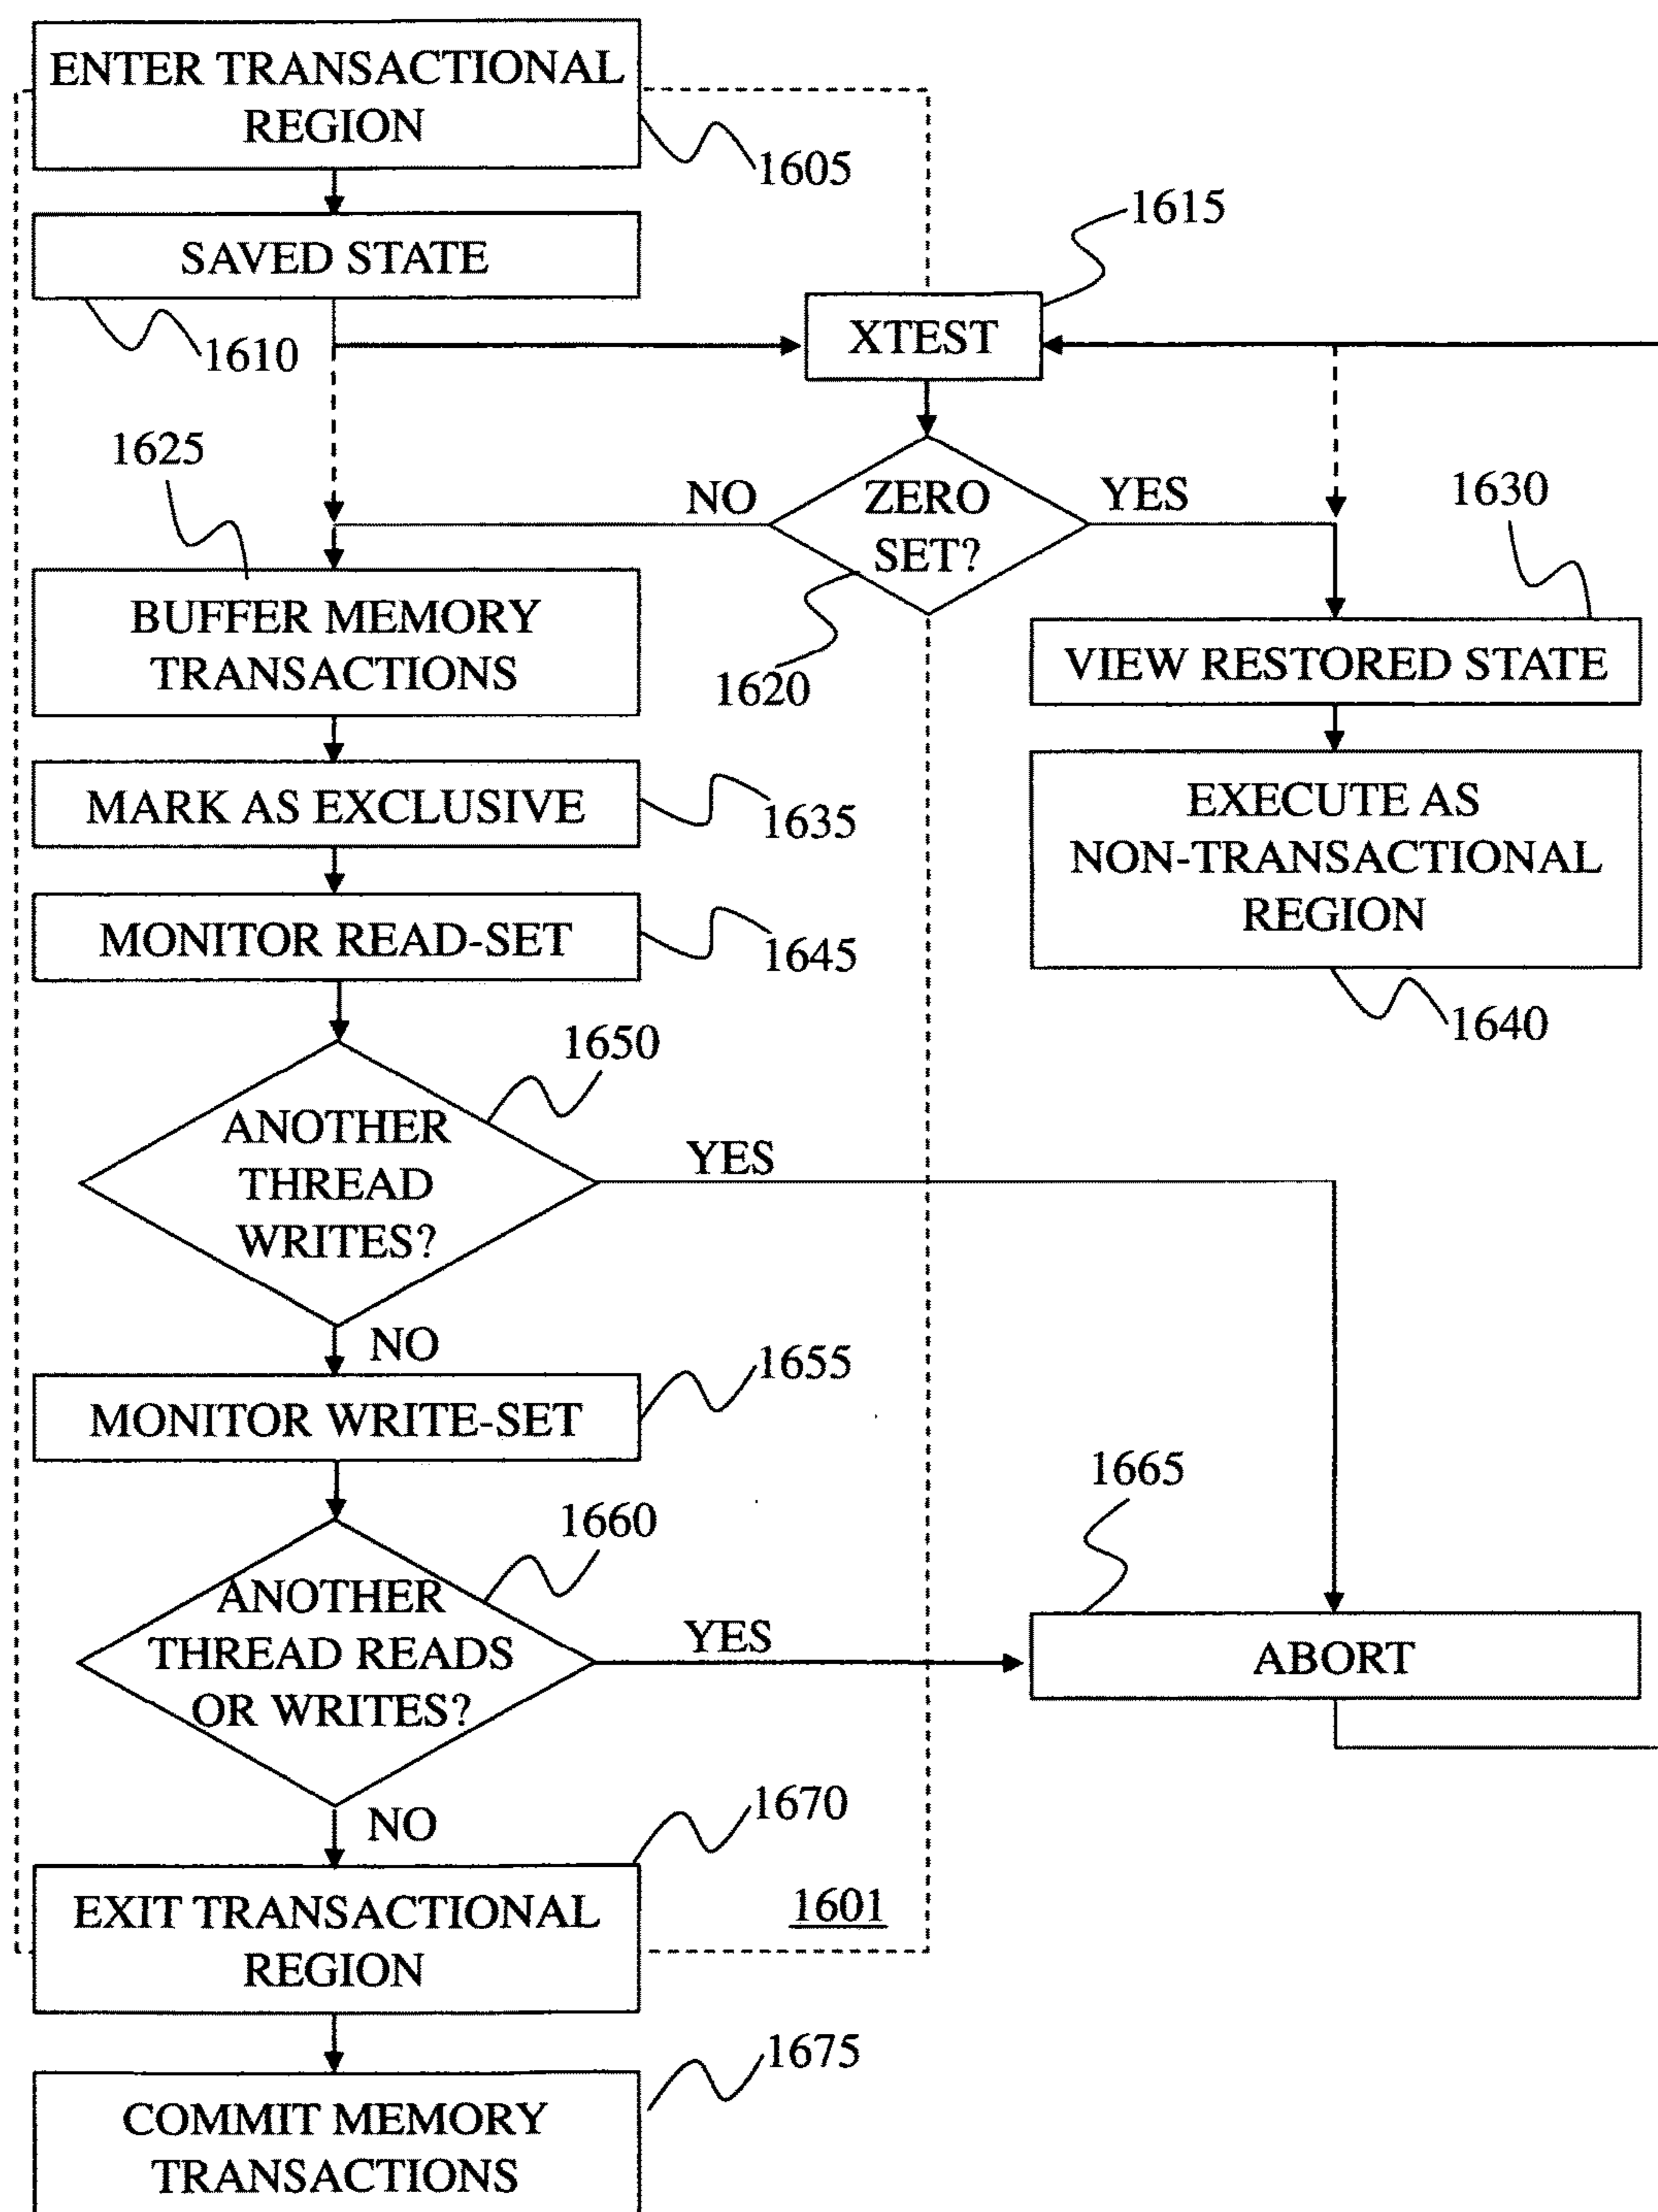 ENTER TRANSACTIONAL
REGION
1605
SAVED STATE
1610
1615
XTEST
1625
NO
ZERO
SET?
YES
1620
1630
BUFFER MEMORY
TRANSACTIONS
VIEW RESTORED STATE
MARK AS EXCLUSIVE
1635
EXECUTE AS
NON-TRANSACTIONAL
REGION
1640
MONITOR READ-SET
1645
1650
ANOTHER
THREAD
WRITES?
YES
NO
1655
MONITOR WRITE-SET
1660
ANOTHER
THREAD READS
OR WRITES?
YES
1665
ABORT
NO
1670
EXIT TRANSACTIONAL
REGION
1601
1675
COMMIT MEMORY
TRANSACTIONS